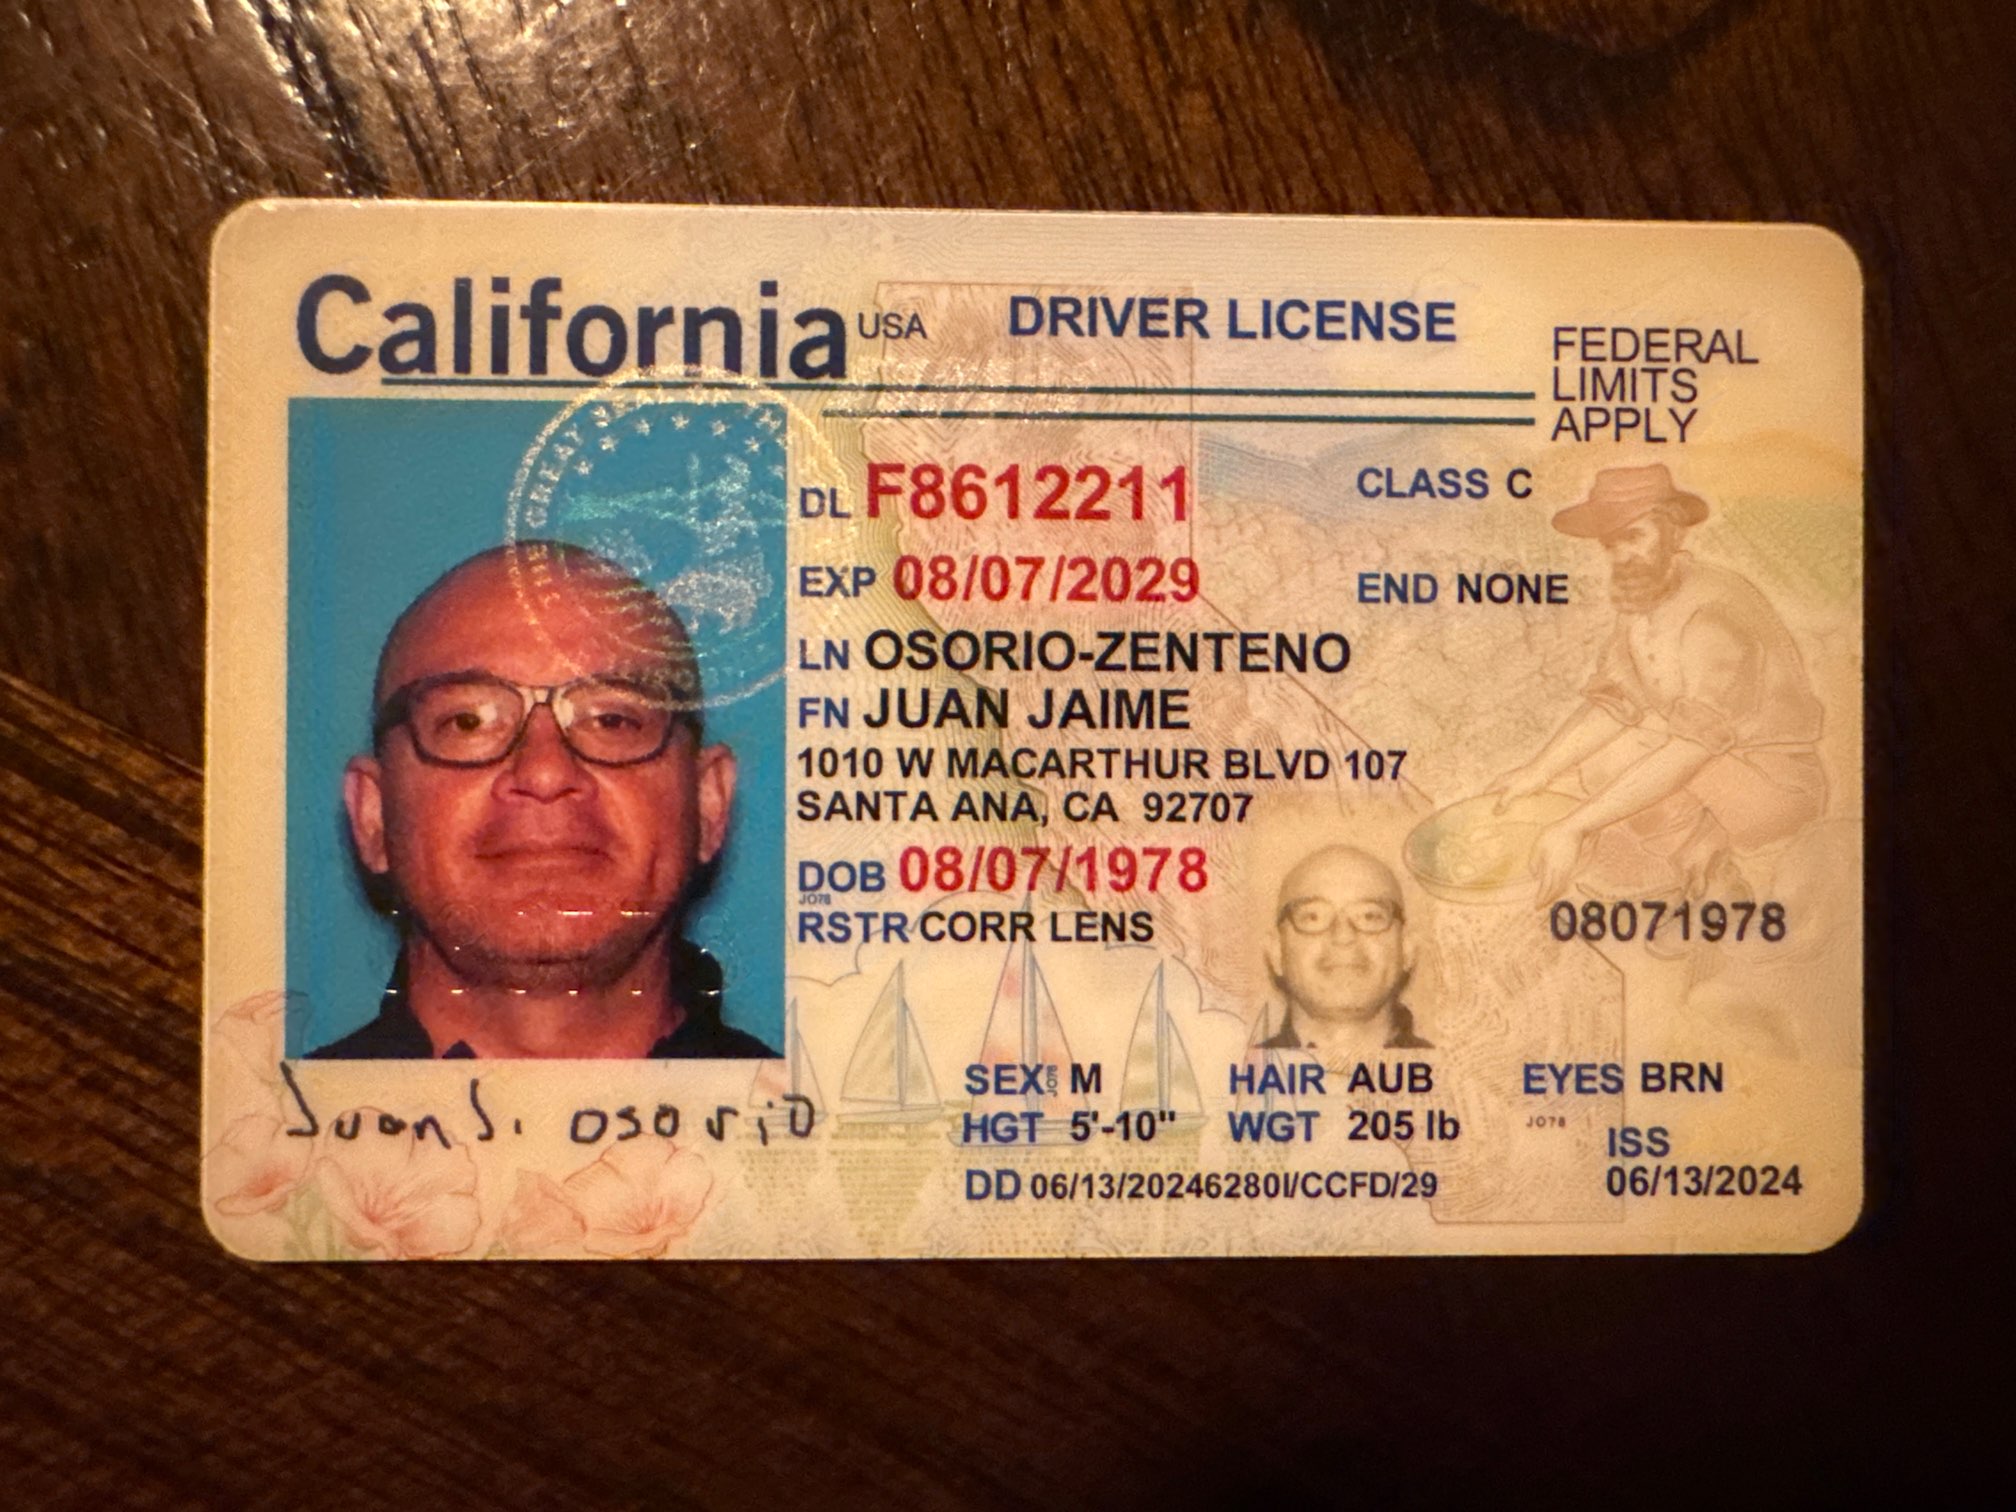 California USA DRIVER LICENSE
FEDERAL
LIMITS
APPLY
DL F8612211
CLASS C
EXP 08/07/2029
END NONE
LN OSORIO-ZENTENO
FN JUAN JAIME
1010 W MACARTHUR BLVD 107
SANTA ANA, CA 92707
DOB 08/07/1978
JO78
RSTR CORR LENS
08071978
SEX M
HAIR AUB
EYES BRN
HGT 5'-10"
WGT 205 lb
JO78
ISS
06/13/2024
DD 06/13/20246280I/CCFD/29
Juan J. osorio